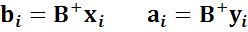 𝐛ᵢ = 𝐁⁺𝐱ᵢ  𝐚ᵢ = 𝐁⁺𝐲ᵢ